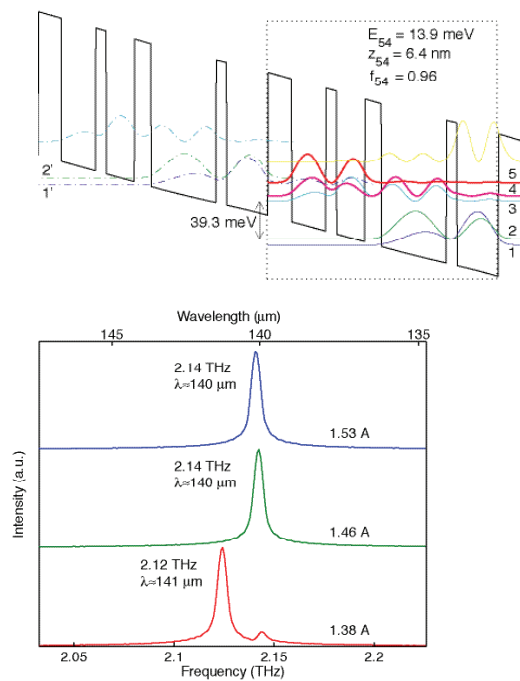 E54 = 13.9 meV
z54 = 6.4 nm
f54 = 0.96
2'
1'
39.3 meV
5
4
3
2
1
Wavelength (μm)
145
140
135
2.14 THz
λ≈140 μm
1.53 A
2.14 THz
λ≈140 μm
1.46 A
2.12 THz
λ≈141 μm
1.38 A
Intensity (a.u.)
2.05
2.1
2.15
2.2
Frequency (THz)